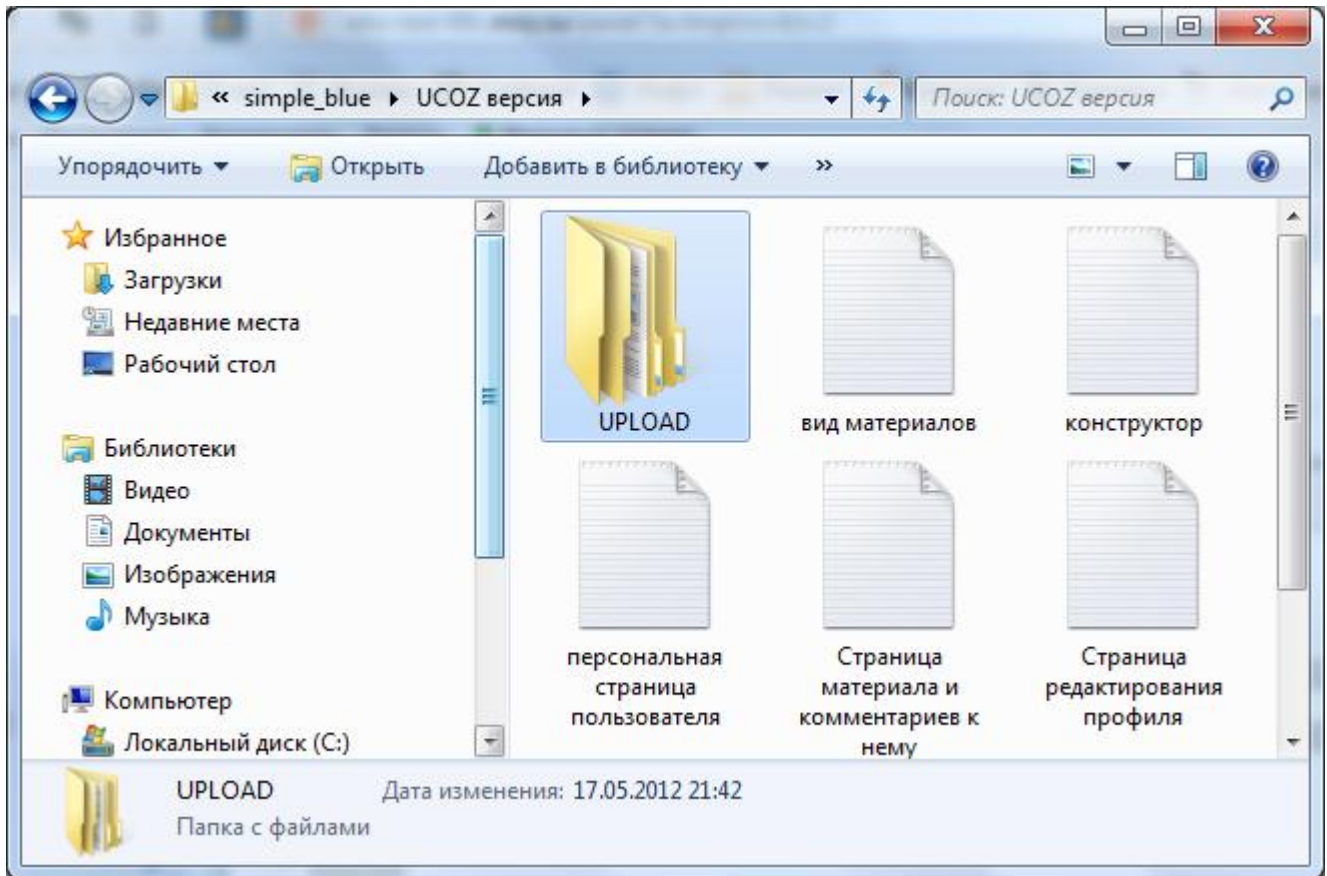 « simple_blue ▸ UCOZ версия ▸
Поиск: UCOZ версия
Упорядочить ▼ Открыть Добавить в библиотеку ▼ »
Избранное
Загрузки
Недавние места
Рабочий стол
Библиотеки
Видео
Документы
Изображения
Музыка
Компьютер
Локальный диск (C:)
UPLOAD
вид материалов
конструктор
персональная
страница
пользователя
Страница
материала и
комментариев к
нему
Страница
редактирования
профиля
UPLOAD Дата изменения: 17.05.2012 21:42
Папка с файлами